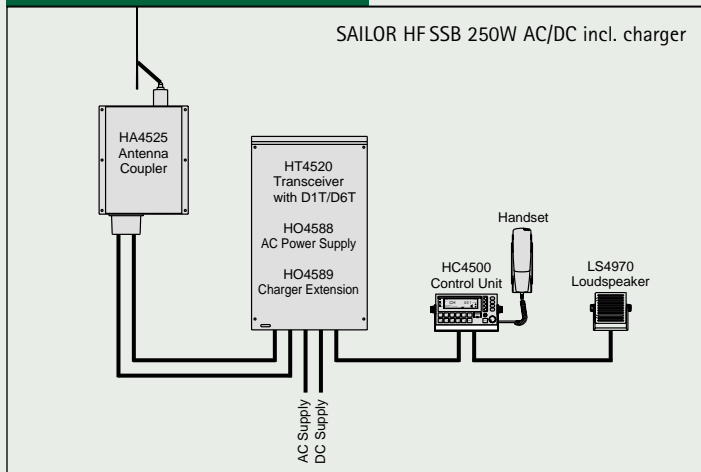 SAILOR HF SSB 250W AC/DC incl. charger
HA4525
Antenna
Coupler
HT4520
Transceiver
with D1T/D6T
HO4588
AC Power Supply
HO4589
Charger Extension
Handset
HC4500
Control Unit
LS4970
Loudspeaker
AC Supply
DC Supply